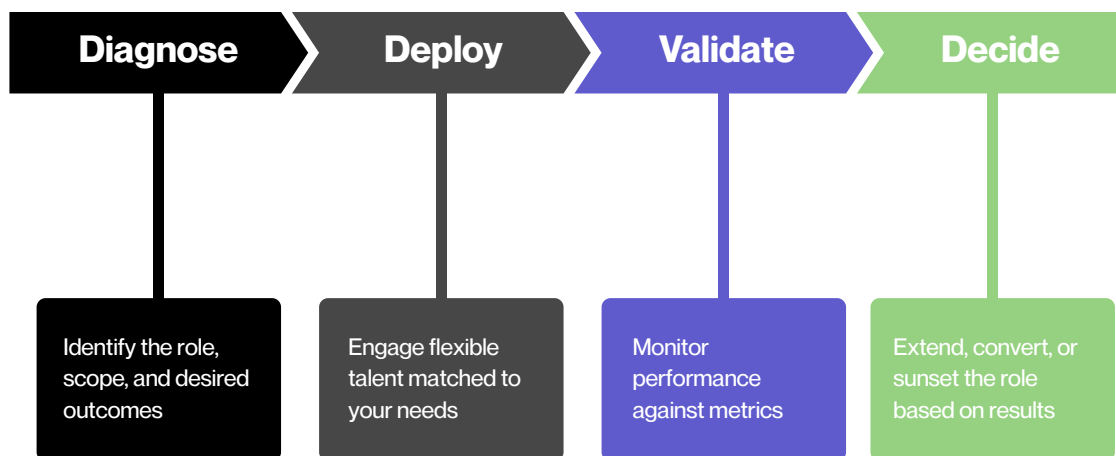 Diagnose
Deploy
Validate
Decide
Identify the role,
scope, and desired
outcomes
Engage flexible
talent matched to
your needs
Monitor
performance
against metrics
Extend, convert, or
sunset the role
based on results